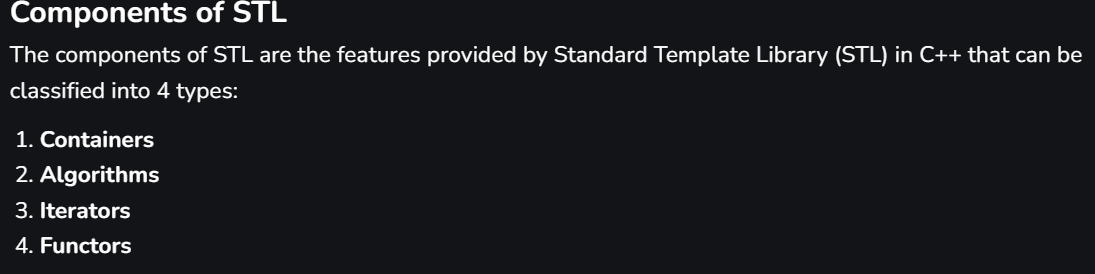 Components of STL
The components of STL are the features provided by Standard Template Library (STL) in C++ that can be
classified into 4 types:
1. Containers
2. Algorithms
3. Iterators
4. Functors